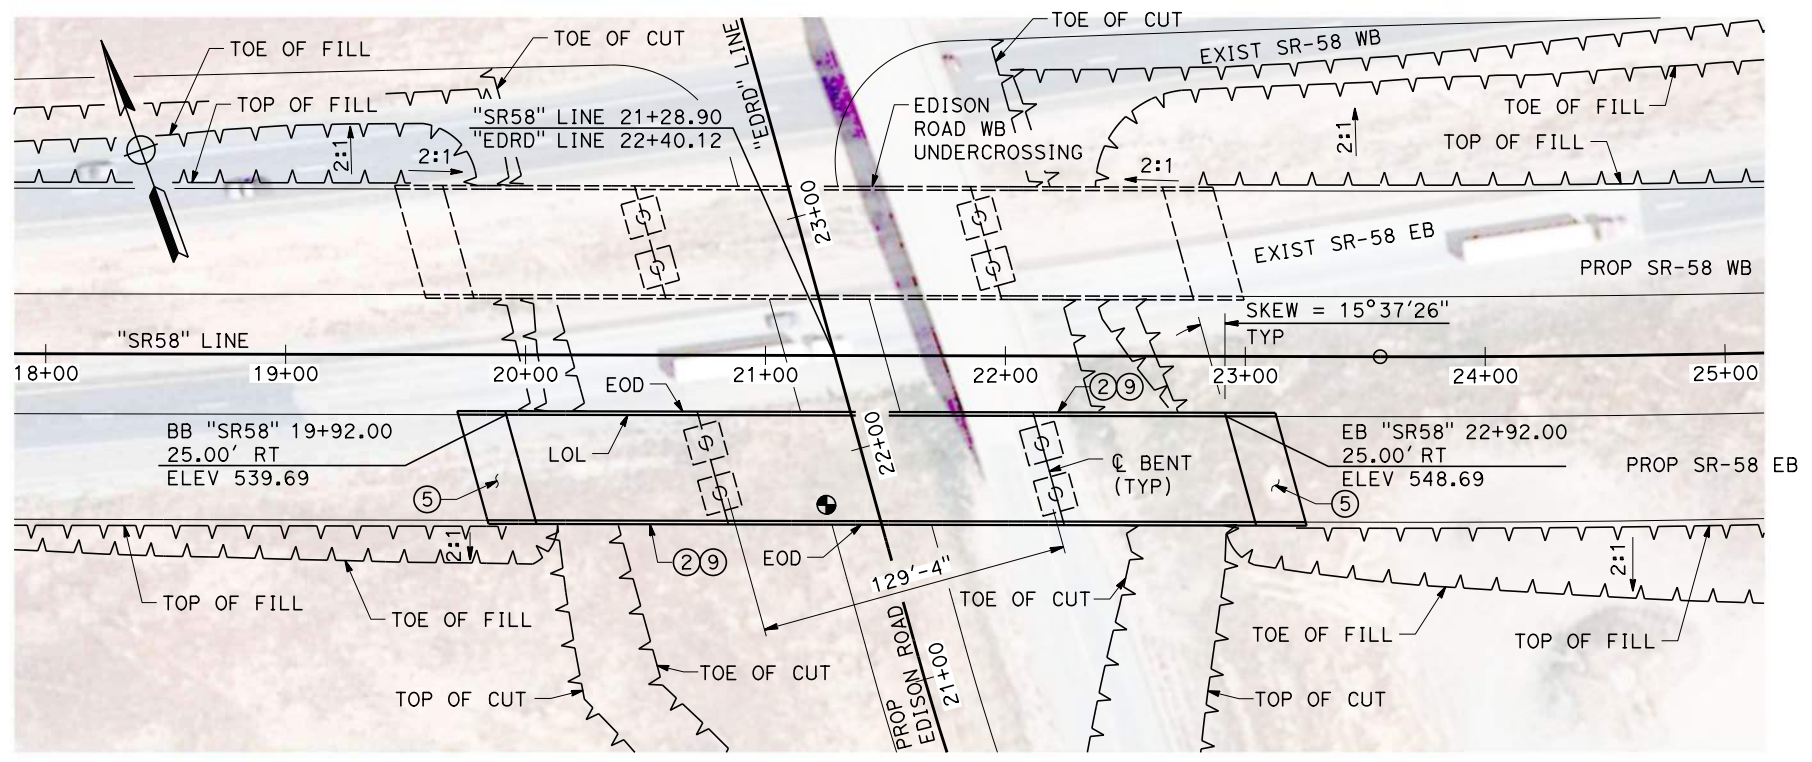 TOE OF FILL
TOE OF CUT
"EDRD" LINE
TOE OF CUT
EXIST SR-58 WB
TOP OF FILL
"SR58" LINE 21+28.90
"EDRD" LINE 22+40.12
EDISON
ROAD WB
UNDERCROSSING
TOE OF FILL
TOP OF FILL
2:1
2:1
2:1
2:1
23+00
G
G
G
G
EXIST SR-58 EB
PROP SR-58 WB
SKEW = 15°37'26"
TYP
"SR58" LINE
18+00
19+00
20+00
21+00
22+00
23+00
24+00
25+00
EOD
2 9
BB "SR58" 19+92.00
25.00' RT
ELEV 539.69
LOL
22+00
G
G
G
G
℄ BENT
(TYP)
EB "SR58" 22+92.00
25.00' RT
ELEV 548.69
PROP SR-58 EB
5
5
2:1
2 9
EOD
129'-4"
2:1
TOP OF FILL
TOE OF FILL
TOE OF CUT
TOE OF FILL
TOP OF FILL
TOE OF CUT
TOP OF CUT
PROP
EDISON ROAD
21+00
TOP OF CUT